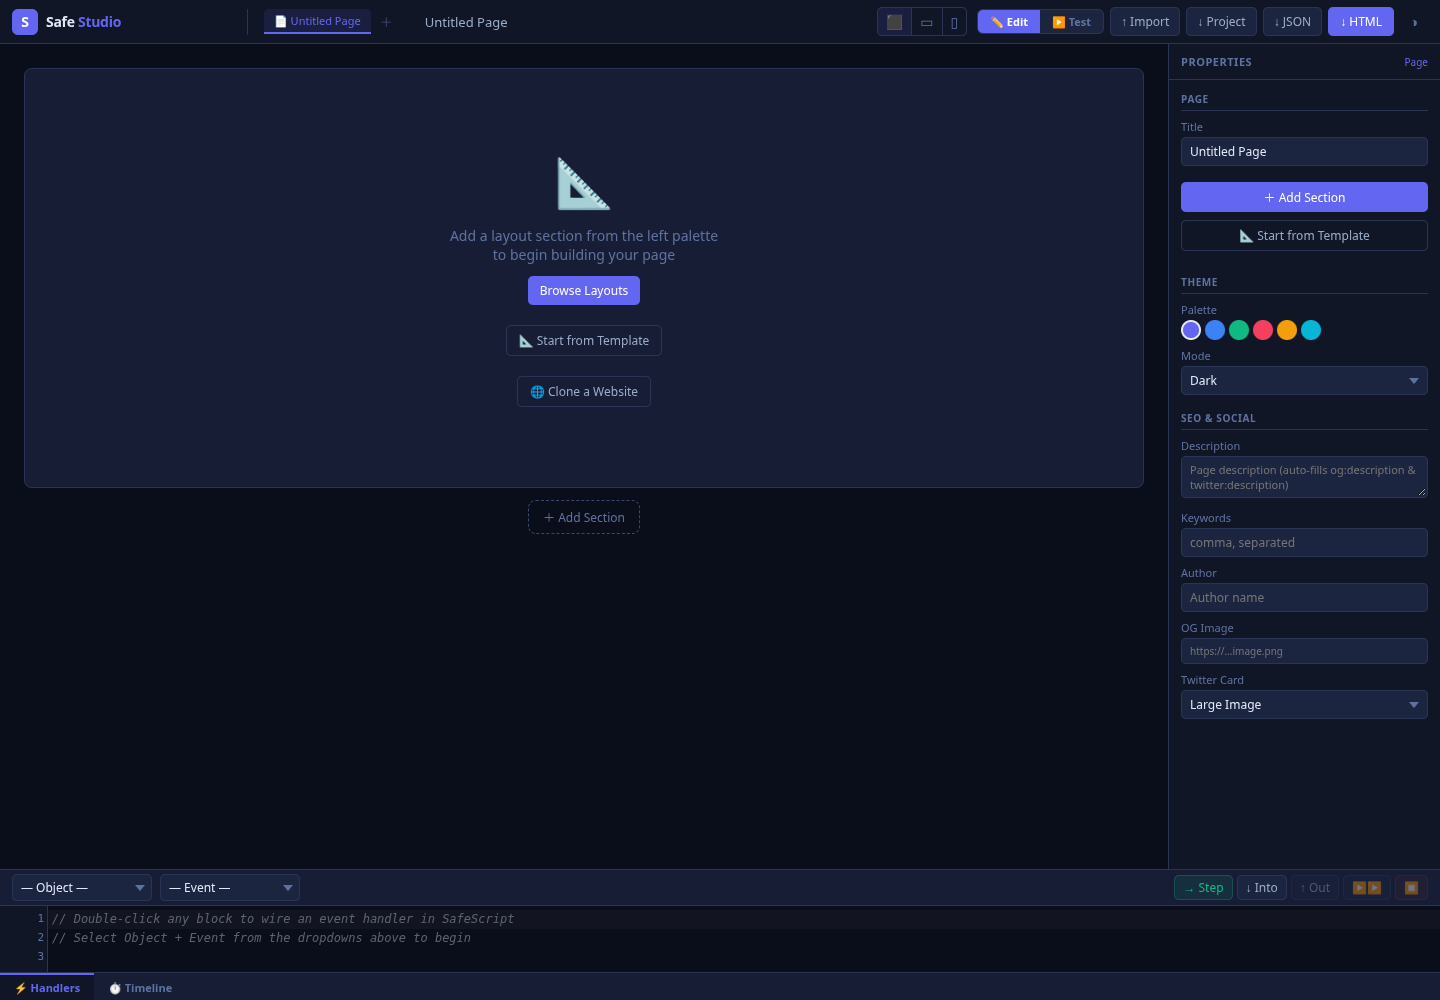 S Safe Studio
Untitled Page
+
Untitled Page
Edit
Test
↑ Import
↓ Project
↓ JSON
↓ HTML
PROPERTIES
Page
PAGE
Title
Untitled Page
+ Add Section
Start from Template
THEME
Palette
Mode
Dark
SEO & SOCIAL
Description
Page description (auto-fills og:description &
twitter:description)
Keywords
comma, separated
Author
Author name
OG Image
https://...image.png
Twitter Card
Large Image
Add a layout section from the left palette
to begin building your page
Browse Layouts
Start from Template
Clone a Website
+ Add Section
— Object —
— Event —
→ Step
↓ Into
↑ Out
1 // Double-click any block to wire an event handler in SafeScript
2 // Select Object + Event from the dropdowns above to begin
3
Handlers
Timeline